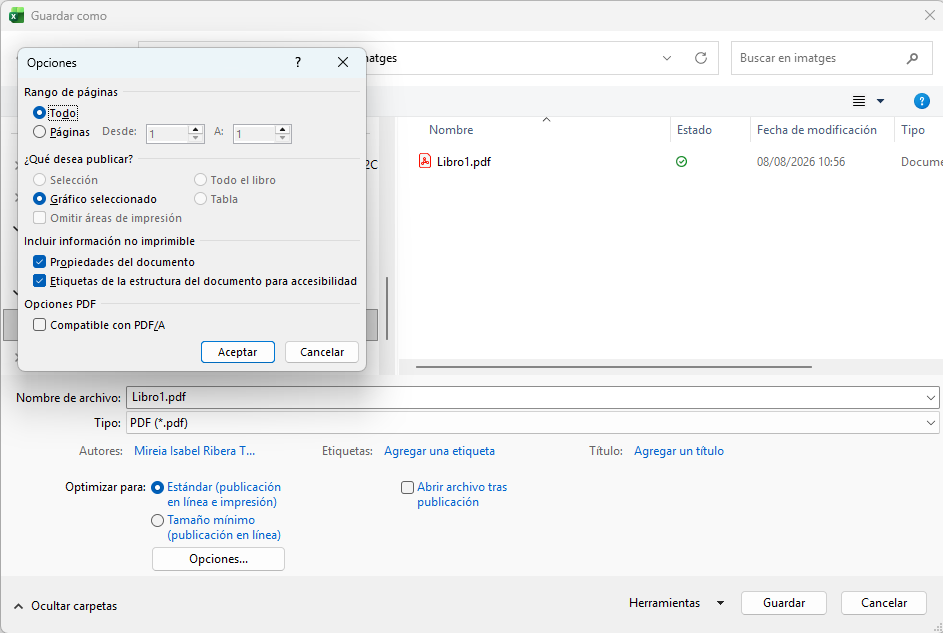 Guardar como
Opciones
?
imatges
Buscar en imatges
Rango de páginas
Todo
Páginas Desde: 1 A: 1
¿Qué desea publicar?
Selección Todo el libro
Gráfico seleccionado Tabla
Omitir áreas de impresión
Incluir información no imprimible
Propiedades del documento
Etiquetas de la estructura del documento para accesibilidad
Opciones PDF
Compatible con PDF/A
Aceptar Cancelar
?
Nombre Estado Fecha de modificación Tipo
Libro1.pdf 08/08/2026 10:56
Nombre de archivo: Libro1.pdf
Tipo: PDF (*.pdf)
Autores: Mireia Isabel Ribera T... Etiquetas: Agregar una etiqueta Título: Agregar un título
Optimizar para: Estándar (publicación
en línea e impresión)
Tamaño mínimo
(publicación en línea)
Abrir archivo tras
publicación
Opciones...
Ocultar carpetas Herramientas Guardar Cancelar